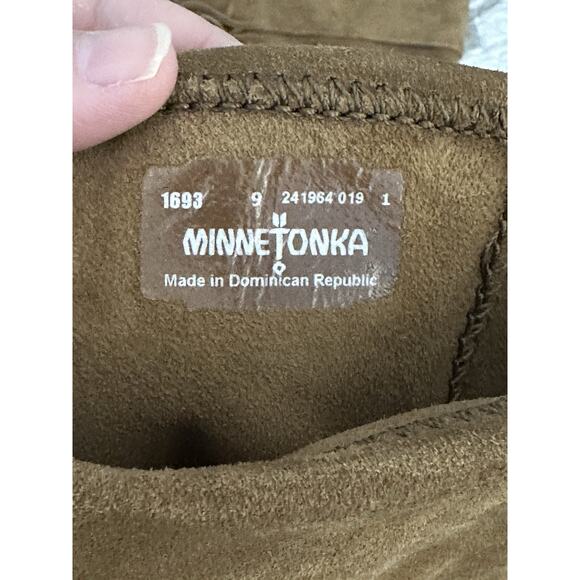 1693 9 241964 019 1
MINNETONKA
Made in Dominican Republic